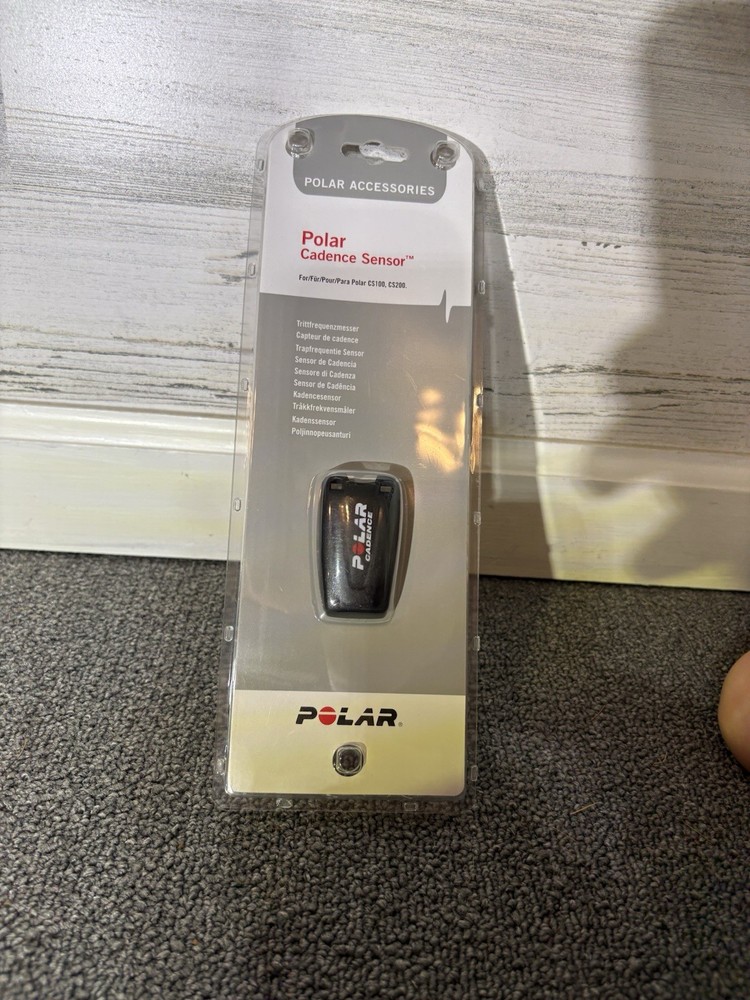 POLAR ACCESSORIES
Polar
Cadence Sensor™
For/Für/Pour/Para Polar CS100, CS200.
Trittfrequenzmesser
Capteur de cadence
Trapfrequentie Sensor
Sensor de Cadencia
Sensore di Cadenza
Sensor de Cadência
Kadencesensor
Tråkkfrekvensmåler
Kadenssensor
Poljinnopeusanturi
POLAR
CADENCE
POLAR®